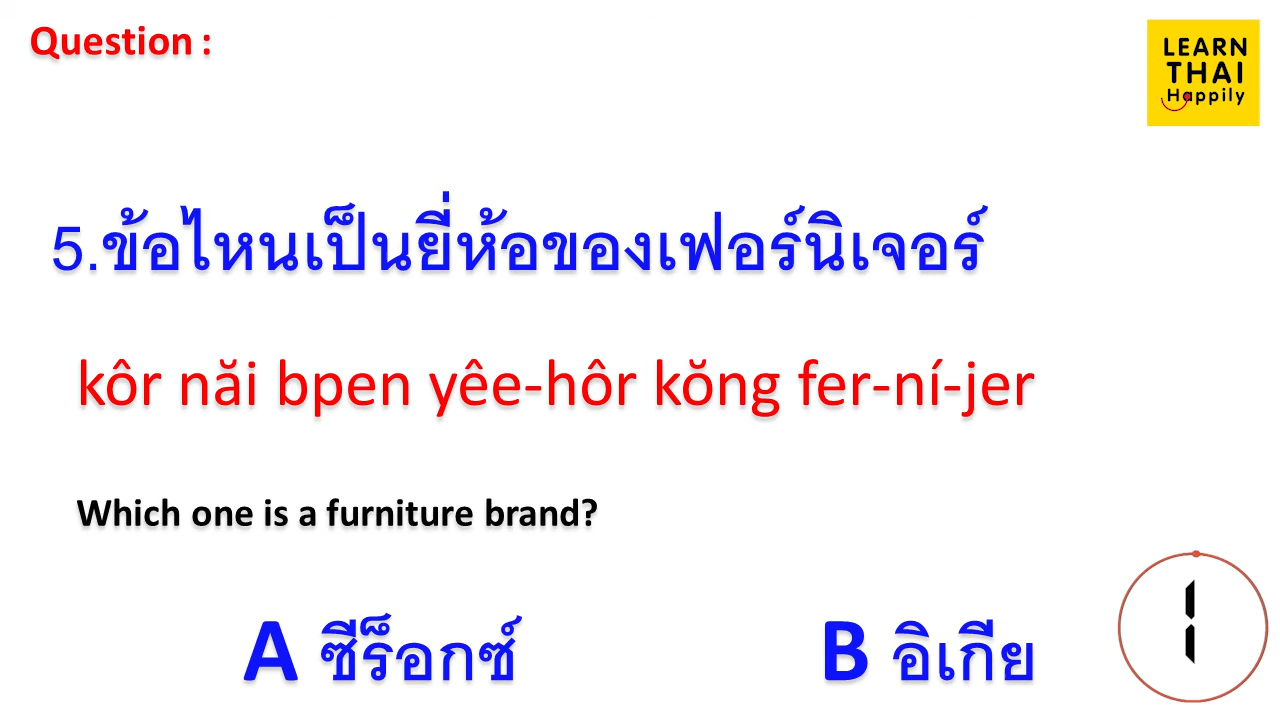 Question :
LEARN
THAI
Happily
5.ข้อไหนเป็นยี่ห้อของเฟอร์นิเจอร์
kôr năi bpen yêe-hôr kŏng fer-ní-jer
Which one is a furniture brand?
A ซีร็อกซ์
B อิเกีย
1